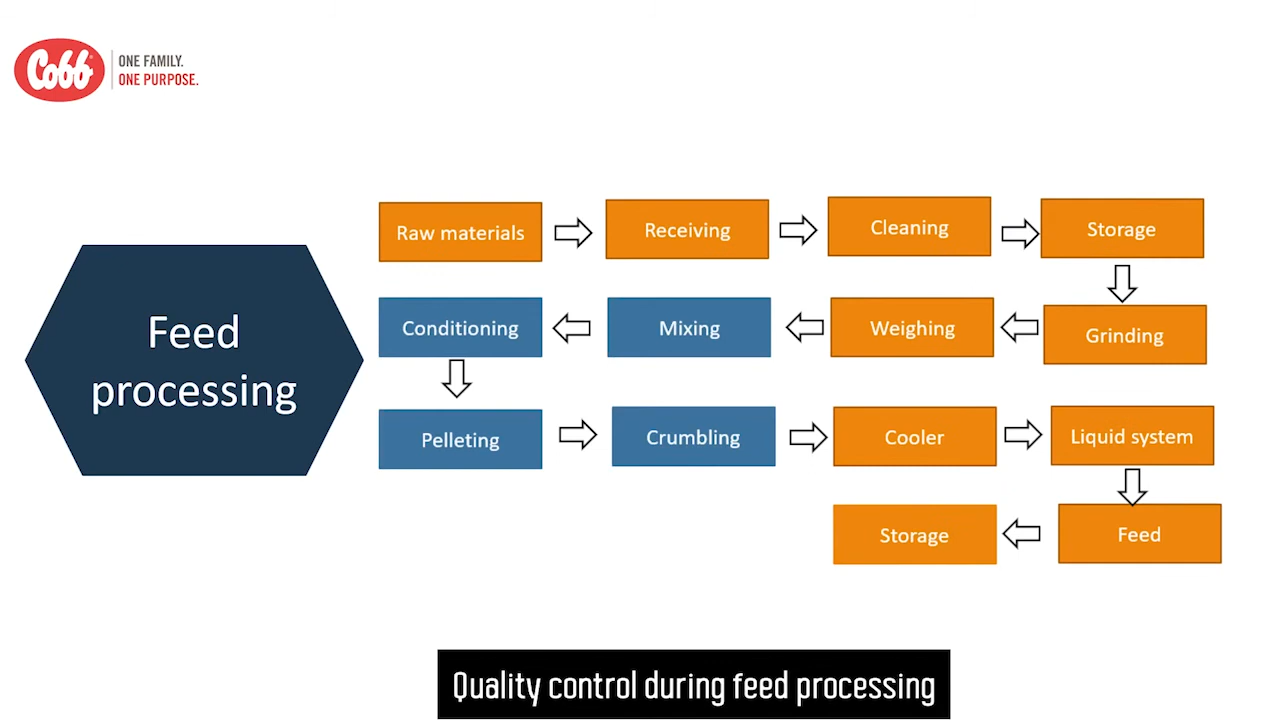 Cobb
ONE FAMILY.
ONE PURPOSE.
Feed
processing
Raw materials
Receiving
Cleaning
Storage
Grinding
Weighing
Mixing
Conditioning
Pelleting
Crumbling
Cooler
Liquid system
Feed
Storage
Quality control during feed processing